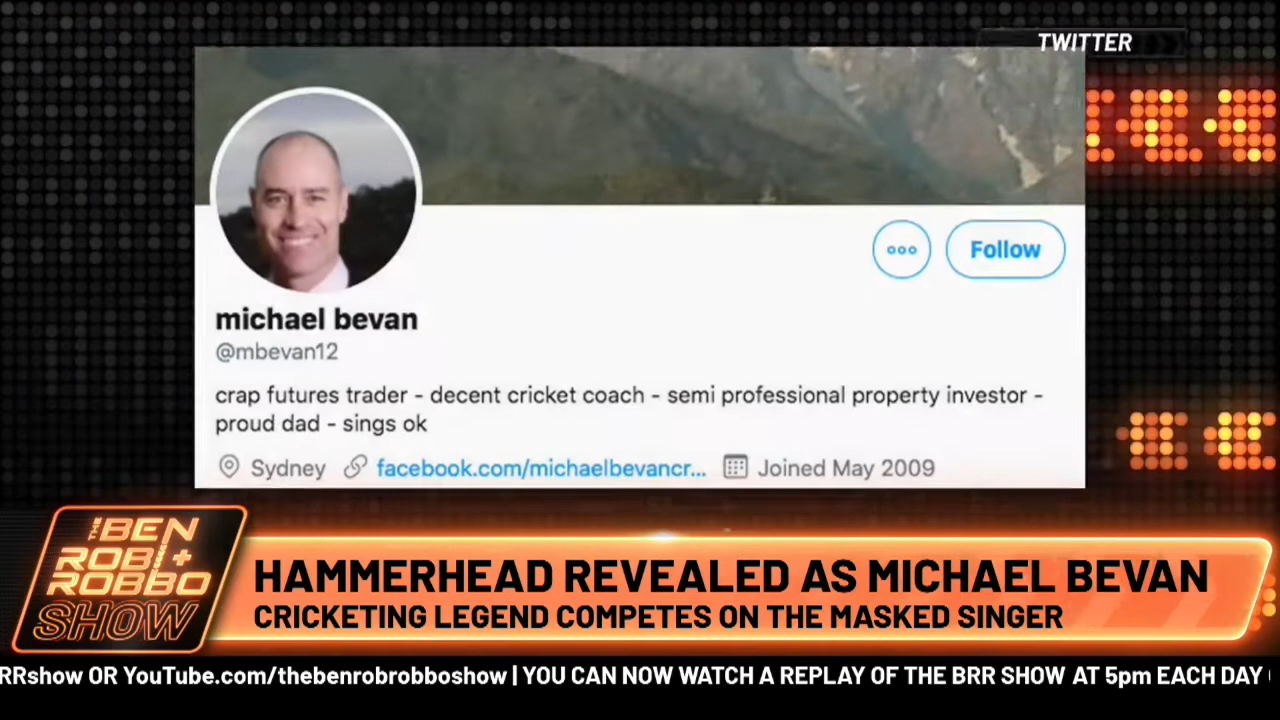 TWITTER
Follow
michael bevan
@mbevan12
crap futures trader - decent cricket coach - semi professional property investor -
proud dad - sings ok
Sydney facebook.com/michaelbevancr... Joined May 2009
THE BEN
ROB +
ROBBO
SHOW
HAMMERHEAD REVEALED AS MICHAEL BEVAN
CRICKETING LEGEND COMPETES ON THE MASKED SINGER
RRshow OR YouTube.com/thebenrobrobboshow | YOU CAN NOW WATCH A REPLAY OF THE BRR SHOW AT 5pm EACH DAY